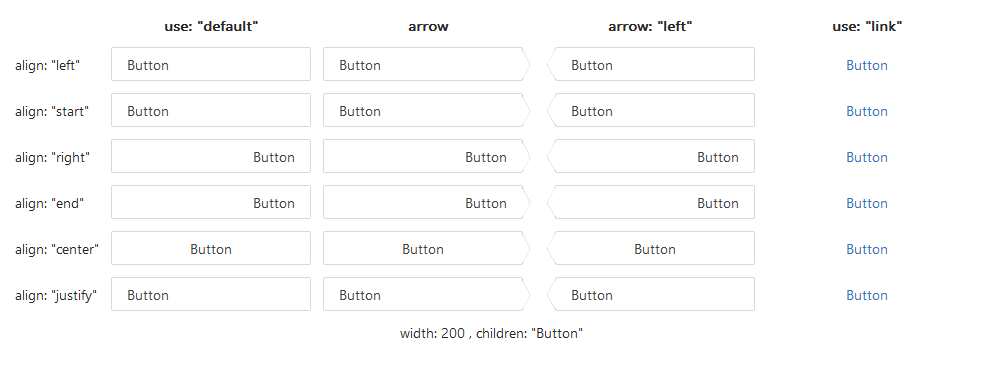 use: "default" arrow arrow: "left" use: "link"
align: "left" Button Button Button Button
align: "start" Button Button Button Button
align: "right" Button Button Button Button
align: "end" Button Button Button Button
align: "center" Button Button Button Button
align: "justify" Button Button Button Button
width: 200 , children: "Button"